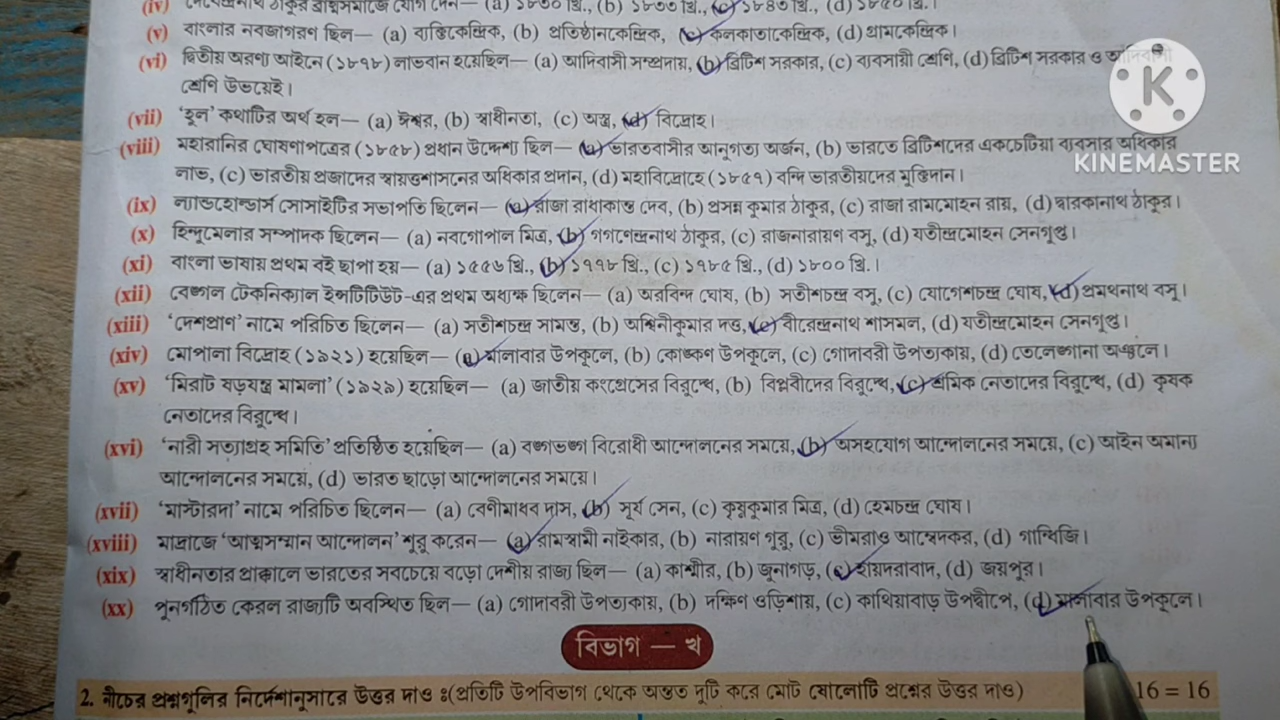 (iv) দেবেন্দ্রনাথ ঠাকুর ব্রাহ্মসমাজে যোগ দেন— (a) ১৮৩০ খ্রি., (b) ১৮৩৩ খ্রি., (c) ১৮৪৩ খ্রি., (d) ১৮৫০ খ্রি.।
(v) বাংলার নবজাগরণ ছিল— (a) ব্যক্তিকেন্দ্রিক, (b) প্রতিষ্ঠানকেন্দ্রিক, (c) কলকাতাকেন্দ্রিক, (d) গ্রামকেন্দ্রিক।
(vi) দ্বিতীয় অরণ্য আইনে (১৮৭৮) লাভবান হয়েছিল— (a) আদিবাসী সম্প্রদায়, (b) ব্রিটিশ সরকার, (c) ব্যবসায়ী শ্রেণি, (d) ব্রিটিশ সরকার ও আদিবাসী
শ্রেণি উভয়েই।
(vii) 'হুল' কথাটির অর্থ হল— (a) ঈশ্বর, (b) স্বাধীনতা, (c) অস্ত্র, (d) বিদ্রোহ।
(viii) মহারানির ঘোষণাপত্রের (১৮৫৮) প্রধান উদ্দেশ্য ছিল— (a) ভারতবাসীর আনুগত্য অর্জন, (b) ভারতে ব্রিটিশদের একচেটিয়া ব্যবসার অধিকার
লাভ, (c) ভারতীয় প্রজাদের স্বায়ত্তশাসনের অধিকার প্রদান, (d) মহাবিদ্রোহে (১৮৫৭) বন্দি ভারতীয়দের মুক্তিদান।
(ix) ল্যান্ডহোল্ডার্স সোসাইটির সভাপতি ছিলেন— (a) রাজা রাধাকান্ত দেব, (b) প্রসন্ন কুমার ঠাকুর, (c) রাজা রামমোহন রায়, (d) দ্বারকানাথ ঠাকুর।
(x) হিন্দুমেলার সম্পাদক ছিলেন— (a) নবগোপাল মিত্র, (b) গগণেন্দ্রনাথ ঠাকুর, (c) রাজনারায়ণ বসু, (d) যতীন্দ্রমোহন সেনগুপ্ত।
(xi) বাংলা ভাষায় প্রথম বই ছাপা হয়— (a) ১৫৫৬ খ্রি., (b) ১৭৭৮ খ্রি., (c) ১৭৮৫ খ্রি., (d) ১৮০০ খ্রি.।
(xii) বেঙ্গল টেকনিক্যাল ইন্সটিটিউট-এর প্রথম অধ্যক্ষ ছিলেন— (a) অরবিন্দ ঘোষ, (b) সতীশচন্দ্র বসু, (c) যোগেশচন্দ্র ঘোষ, (d) প্রমথনাথ বসু।
(xiii) 'দেশপ্রাণ' নামে পরিচিত ছিলেন— (a) সতীশচন্দ্র সামন্ত, (b) অশ্বিনীকুমার দত্ত, (c) বীরেন্দ্রনাথ শাসমল, (d) যতীন্দ্রমোহন সেনগুপ্ত।
(xiv) মোপালা বিদ্রোহ (১৯২১) হয়েছিল— (a) মালাবার উপকূলে, (b) কোঙ্কণ উপকূলে, (c) গোদাবরী উপত্যকায়, (d) তেলেঙ্গানা অঞ্চলে।
(xv) 'মিরাট ষড়যন্ত্র মামলা' (১৯২৯) হয়েছিল— (a) জাতীয় কংগ্রেসের বিরুদ্ধে, (b) বিপ্লবীদের বিরুদ্ধে, (c) শ্রমিক নেতাদের বিরুদ্ধে, (d) কৃষক
নেতাদের বিরুদ্ধে।
(xvi) 'নারী সত্যাগ্রহ সমিতি' প্রতিষ্ঠিত হয়েছিল— (a) বঙ্গভঙ্গ বিরোধী আন্দোলনের সময়ে, (b) অসহযোগ আন্দোলনের সময়ে, (c) আইন অমান্য
আন্দোলনের সময়ে, (d) ভারত ছাড়ো আন্দোলনের সময়ে।
(xvii) 'মাস্টারদা' নামে পরিচিত ছিলেন— (a) বেণীমাধব দাস, (b) সূর্য সেন, (c) কৃষ্ণকুমার মিত্র, (d) হেমচন্দ্র ঘোষ।
(xviii) মাদ্রাজে 'আত্মসম্মান আন্দোলন' শুরু করেন— (a) রামস্বামী নাইকার, (b) নারায়ণ গুরু, (c) ভীমরাও আম্বেদকর, (d) গান্ধিজি।
(xix) স্বাধীনতার প্রাক্কালে ভারতের সবচেয়ে বড়ো দেশীয় রাজ্য ছিল— (a) কাশ্মীর, (b) জুনাগড়, (c) হায়দরাবাদ, (d) জয়পুর।
(xx) পুনর্গঠিত কেরল রাজ্যটি অবস্থিত ছিল— (a) গোদাবরী উপত্যকায়, (b) দক্ষিণ ওড়িশায়, (c) কাথিয়াবাড় উপদ্বীপে, (d) মালাবার উপকূলে।
বিভাগ — খ
2. নীচের প্রশ্নগুলির নির্দেশানুসারে উত্তর দাও ঃ (প্রতিটি উপবিভাগ থেকে অন্তত দুটি করে মোট ষোলোটি প্রশ্নের উত্তর দাও) 16 = 16
K
KINEMASTER